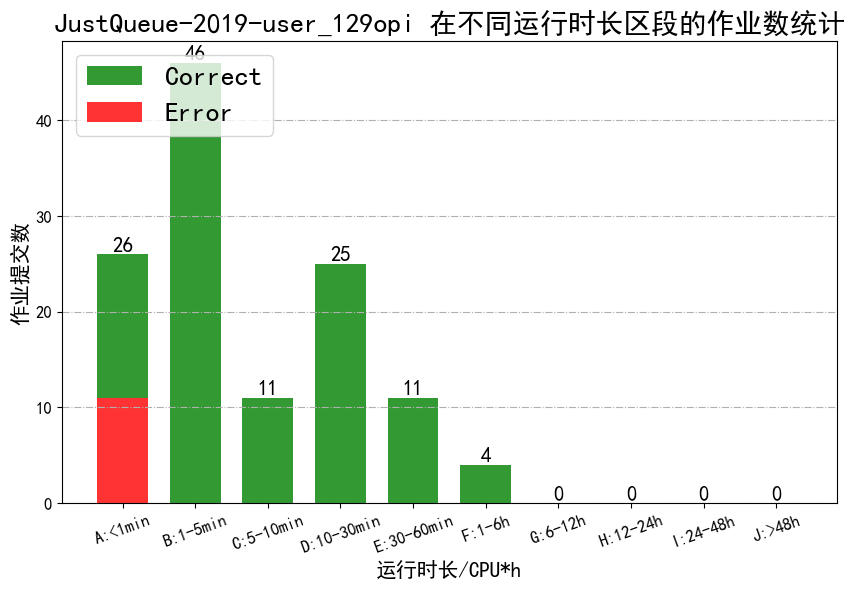 JustQueue-2019-user_129opi 在不同运行时长区段的作业数统计
46
Correct
Error
40
30
26
25
20
11
11
10
4
0
0
0
0
0
作业提交数
A:<1min
B:1-5min
C:5-10min
D:10-30min
E:30-60min
F:1-6h
G:6-12h
H:12-24h
I:24-48h
J:>48h
运行时长/CPU*h